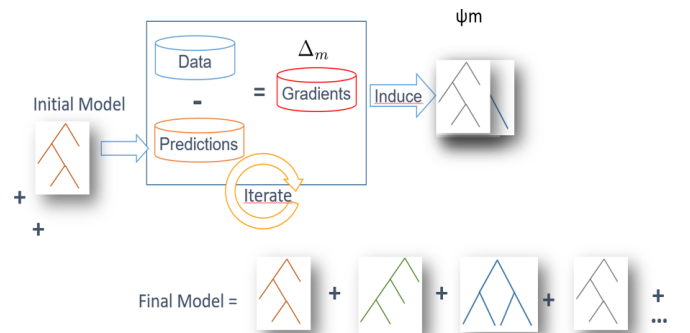 ψm
Δm
Data
-
=
Gradients
Induce
Initial Model
Predictions
Iterate
+
+
Final Model =
+
+
+
+
...